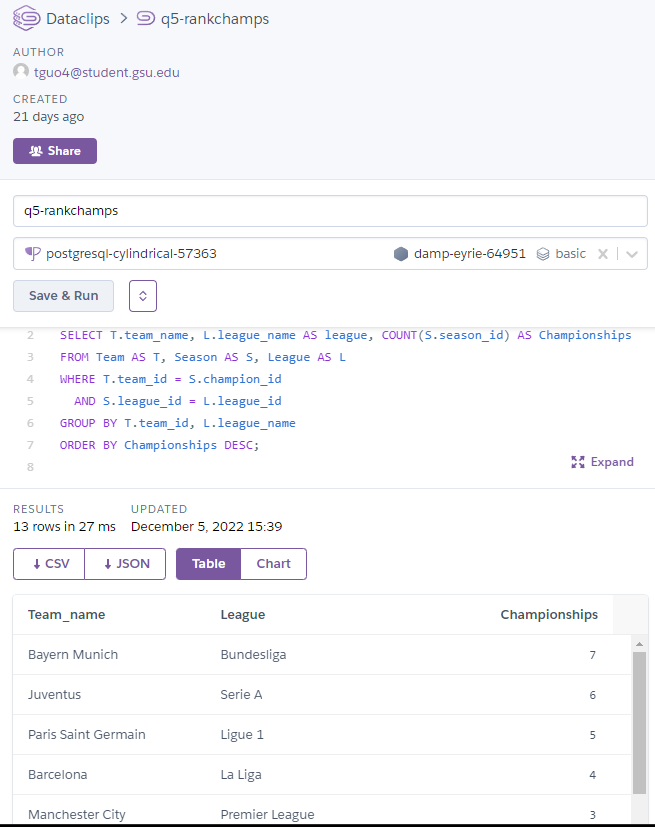 Dataclips > q5-rankchamps
AUTHOR
tguo4@student.gsu.edu
CREATED
21 days ago
Share
q5-rankchamps
postgresql-cylindrical-57363 damp-eyrie-64951 basic
Save & Run
2 SELECT T.team_name, L.league_name AS league, COUNT(S.season_id) AS Championships
3 FROM Team AS T, Season AS S, League AS L
4 WHERE T.team_id = S.champion_id
5 AND S.league_id = L.league_id
6 GROUP BY T.team_id, L.league_name
7 ORDER BY Championships DESC;
8
Expand
RESULTS UPDATED
13 rows in 27 ms December 5, 2022 15:39
CSV JSON Table Chart
Team_name League Championships
Bayern Munich Bundesliga 7
Juventus Serie A 6
Paris Saint Germain Ligue 1 5
Barcelona La Liga 4
Manchester City Premier League 3